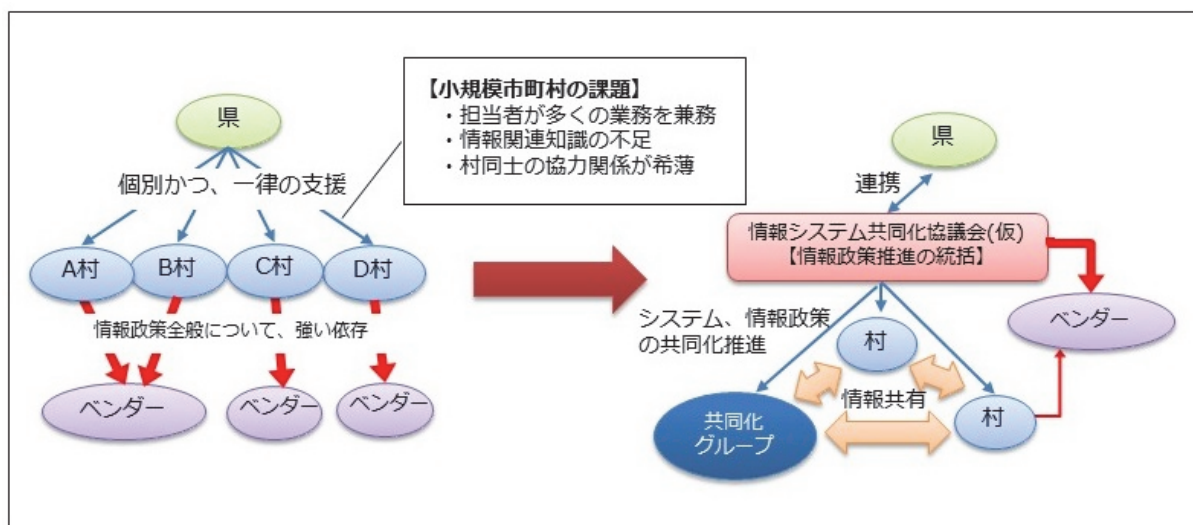 県
個別かつ、一律の支援
A村
B村
C村
D村
情報政策全般について、強い依存
ベンダー
ベンダー
ベンダー
【小規模市町村の課題】
・担当者が多くの業務を兼務
・情報関連知識の不足
・村同士の協力関係が希薄
県
連携
情報システム共同化協議会(仮)
【情報政策推進の統括】
システム、情報政策
の共同化推進
村
ベンダー
情報共有
村
共同化
グループ